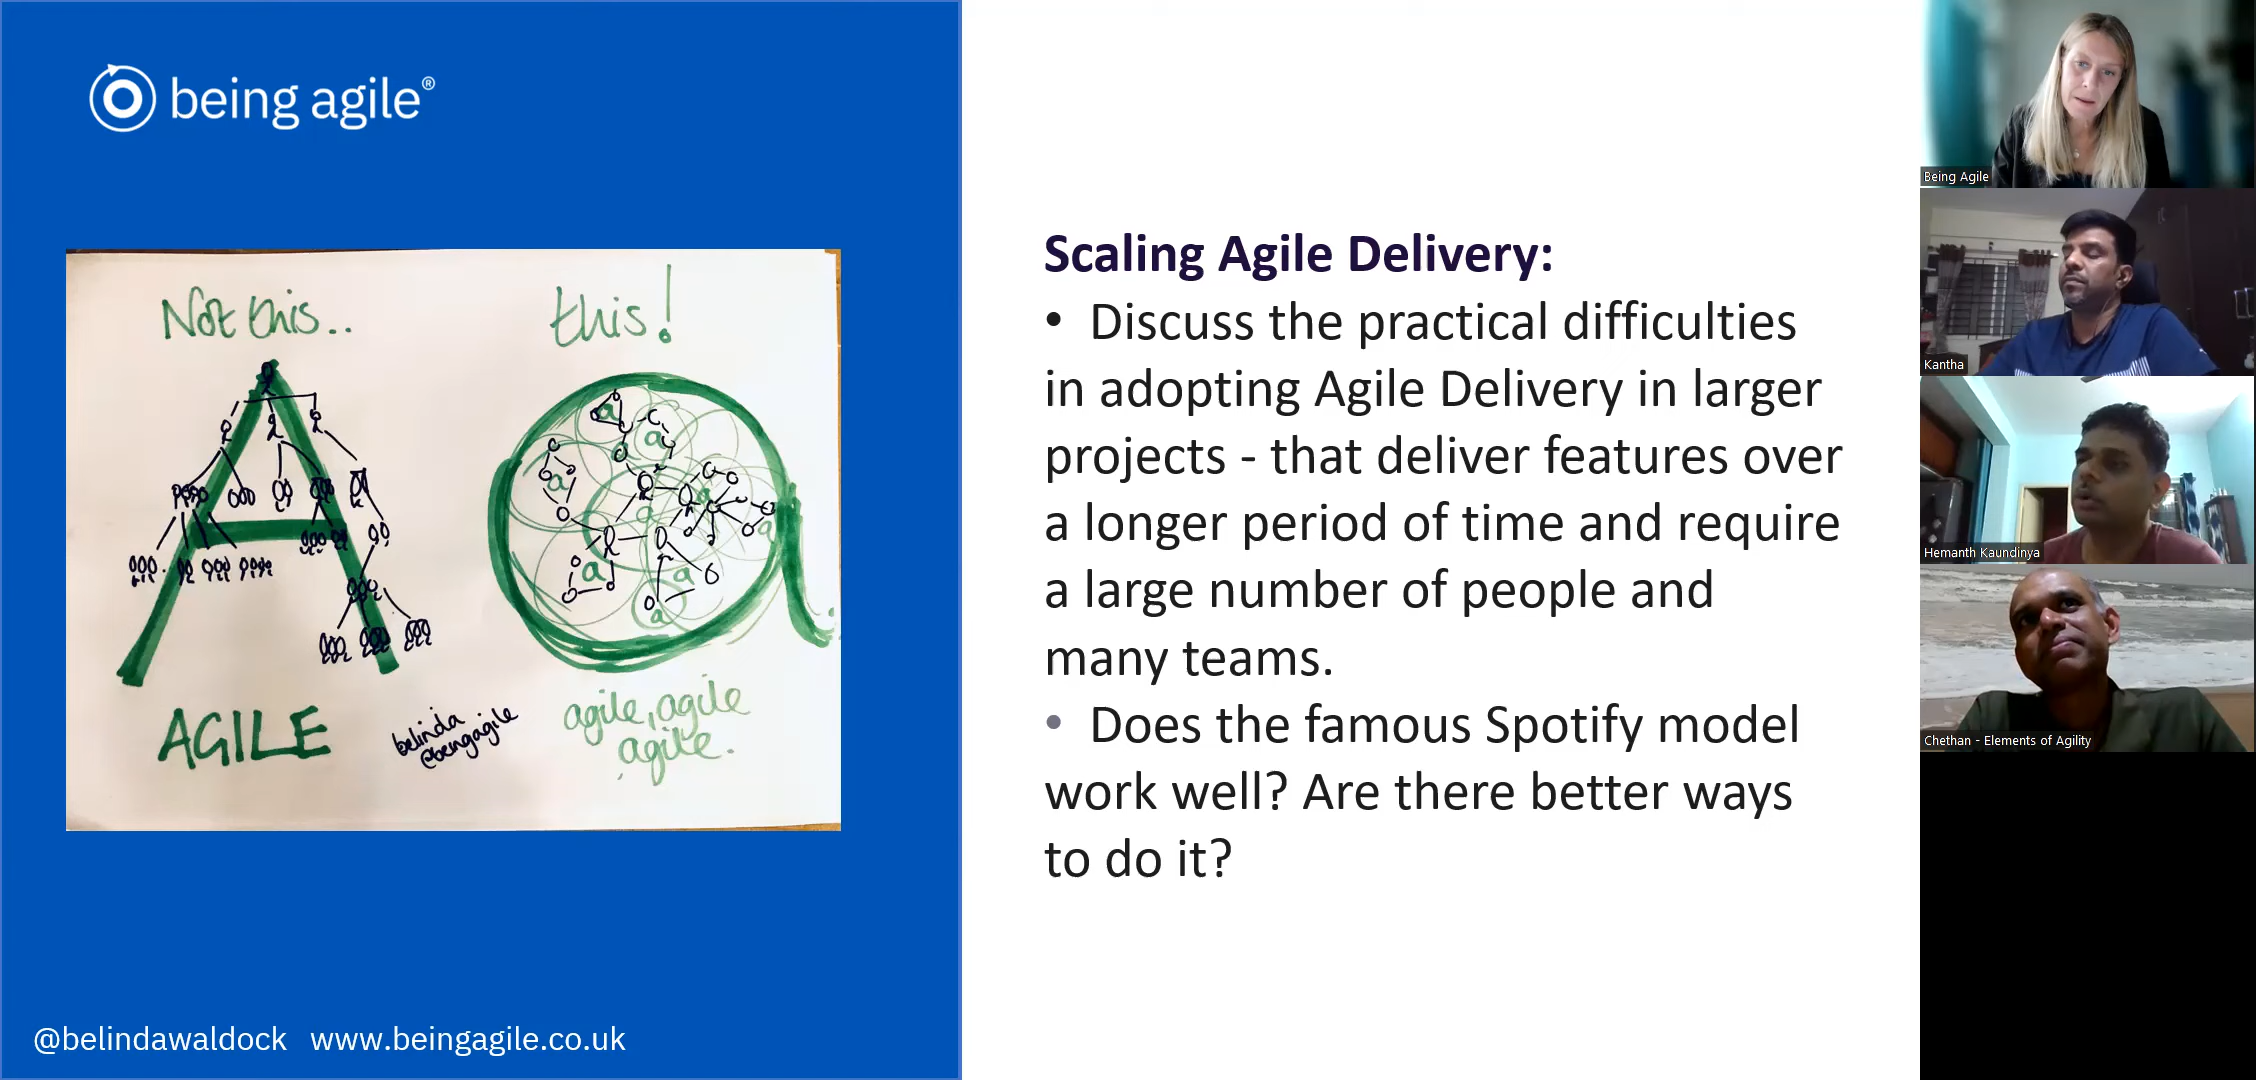 being agile®
Not this..
this!
a
a
a
a
a
a
a
a
a
AGILE
belinda
@beingagile
agile, agile
agile.
@belindawaldock www.beingagile.co.uk
Scaling Agile Delivery:
• Discuss the practical difficulties
in adopting Agile Delivery in larger
projects - that deliver features over
a longer period of time and require
a large number of people and
many teams.
• Does the famous Spotify model
work well? Are there better ways
to do it?
Being Agile
Kantha
Hemanth Kaundinya
Chethan - Elements of Agility